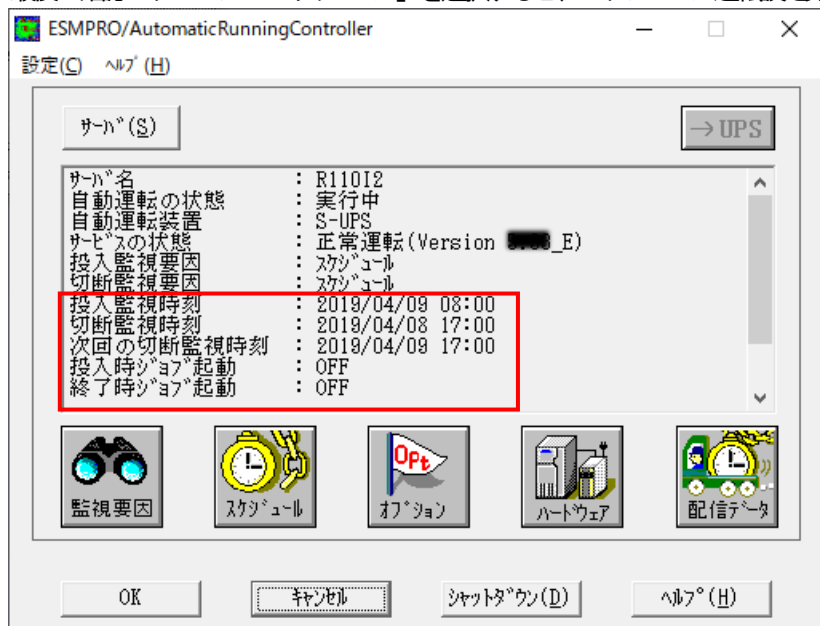 ESMPRO/AutomaticRunningController
設定(C) ﾍﾙﾌﾟ(H)
ｻｰﾊﾞ(S)
→UPS
ｻｰﾊﾞ名 : R110I2
自動運転の状態 : 実行中
自動運転装置 : S-UPS
ｻｰﾋﾞｽの状態 : 正常運転(Version _E)
投入監視要因 : ｽｹｼﾞｭｰﾙ
切断監視要因 : ｽｹｼﾞｭｰﾙ
投入監視時刻 : 2019/04/09 08:00
切断監視時刻 : 2019/04/08 17:00
次回の切断監視時刻 : 2019/04/09 17:00
投入時ｼﾞｮﾌﾞ起動 : OFF
終了時ｼﾞｮﾌﾞ起動 : OFF
OPt
監視要因 ｽｹｼﾞｭｰﾙ ｵﾌﾟｼｮﾝ ﾊｰﾄﾞｳｪｱ 配信ﾃﾞｰﾀ
OK ｷｬﾝｾﾙ ｼｬｯﾄﾀﾞｳﾝ(D) ﾍﾙﾌﾟ(H)